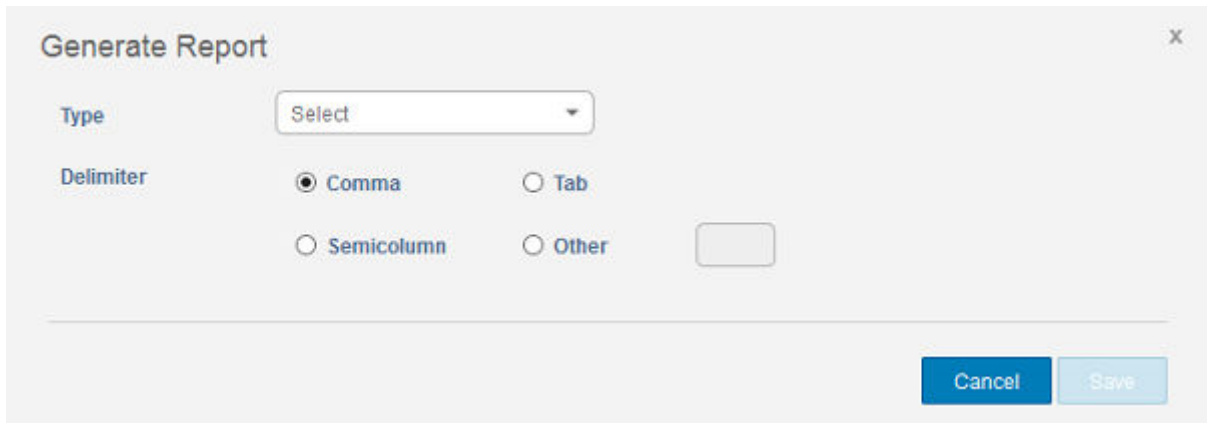 Generate Report
x
Type Select
Delimiter Comma Tab
Semicolumn Other
Cancel Save